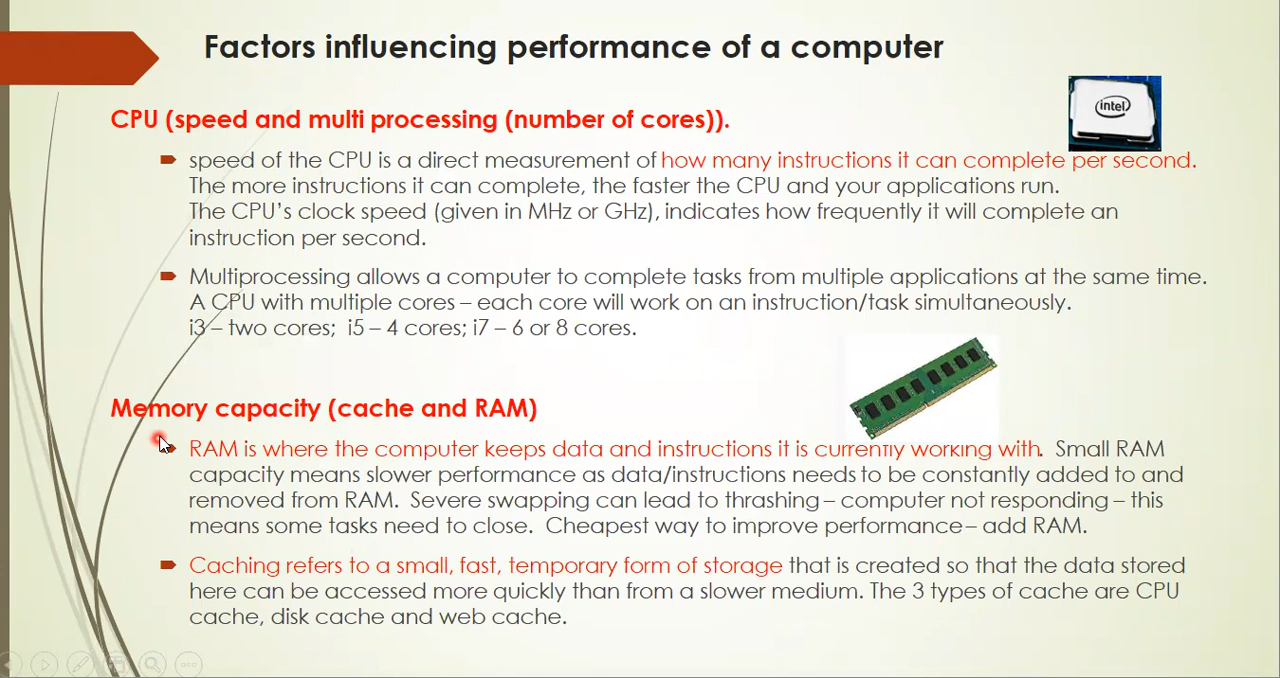 Factors influencing performance of a computer
intel
CPU (speed and multi processing (number of cores)).
speed of the CPU is a direct measurement of how many instructions it can complete per second.
The more instructions it can complete, the faster the CPU and your applications run.
The CPU's clock speed (given in MHz or GHz), indicates how frequently it will complete an
instruction per second.
Multiprocessing allows a computer to complete tasks from multiple applications at the same time.
A CPU with multiple cores – each core will work on an instruction/task simultaneously.
i3 – two cores;  i5 – 4 cores; i7 – 6 or 8 cores.
Memory capacity (cache and RAM)
RAM is where the computer keeps data and instructions it is currently working with.  Small RAM
capacity means slower performance as data/instructions needs to be constantly added to and
removed from RAM.  Severe swapping can lead to thrashing – computer not responding – this
means some tasks need to close.  Cheapest way to improve performance – add RAM.
Caching refers to a small, fast, temporary form of storage that is created so that the data stored
here can be accessed more quickly than from a slower medium. The 3 types of cache are CPU
cache, disk cache and web cache.